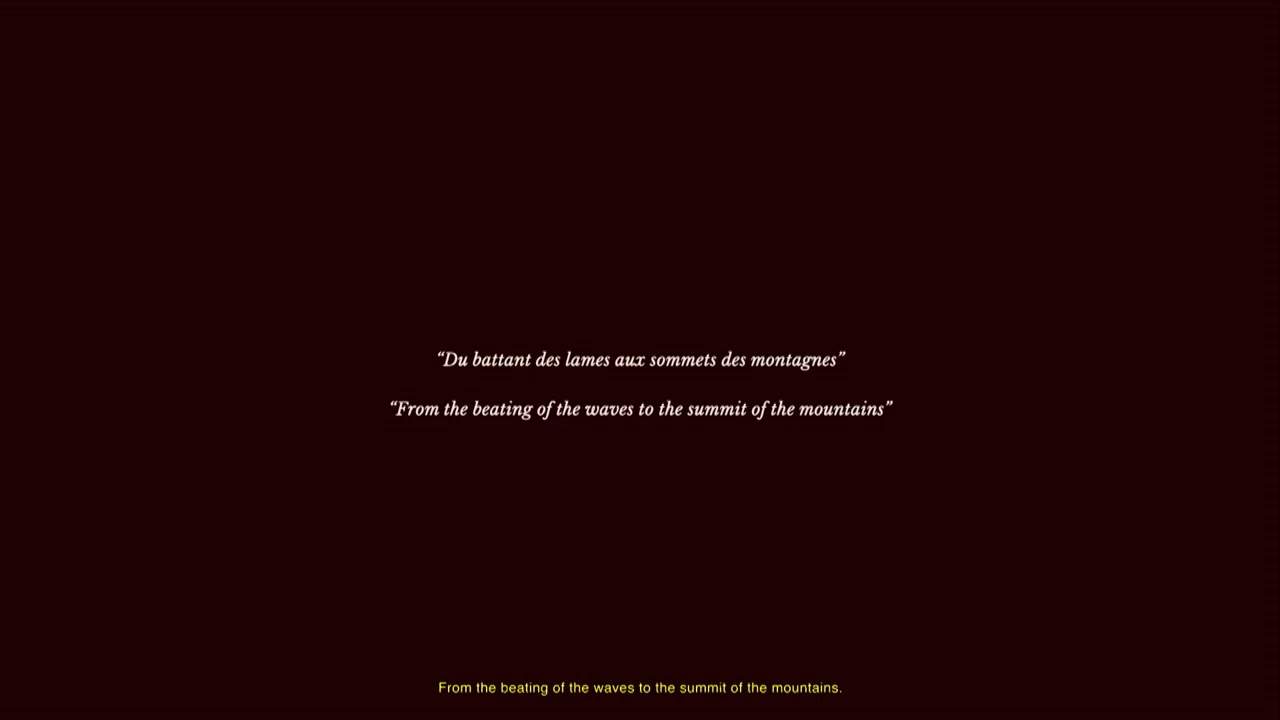 “Du battant des lames aux sommets des montagnes”
“From the beating of the waves to the summit of the mountains”
From the beating of the waves to the summit of the mountains.